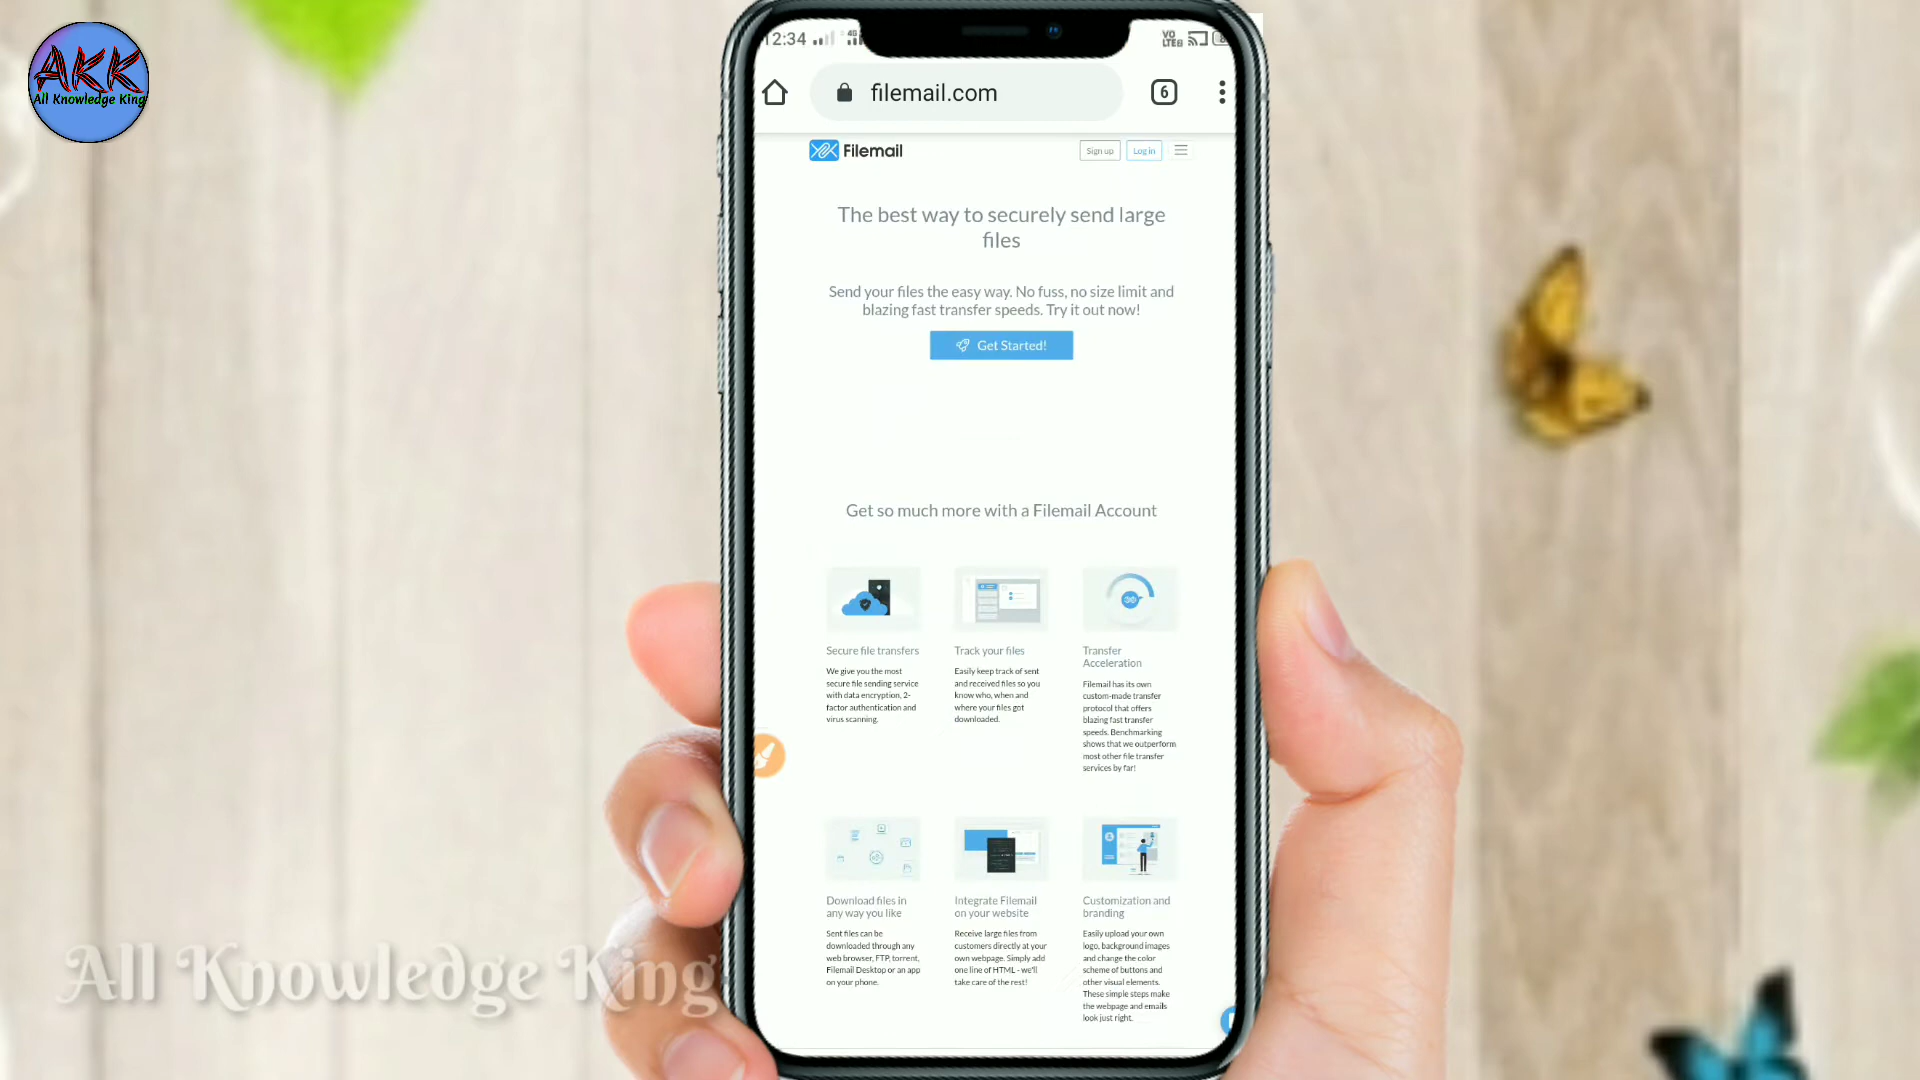 AKK
All Knowledge King
12:34
4G
VO
LTE2
filemail.com
6
Filemail
Sign up
Log in
The best way to securely send large
files
Send your files the easy way. No fuss, no size limit and
blazing fast transfer speeds. Try it out now!
Get Started!
Get so much more with a Filemail Account
Secure file transfers
We give you the most
secure file sending service
with data encryption, 2-
factor authentication and
virus scanning.
Track your files
Easily keep track of sent
and received files so you
know who, when and
where your files got
downloaded.
Transfer
Acceleration
Filemail has its own
custom-made transfer
protocol that offers
blazing fast transfer
speeds. Benchmarking
shows that we outperform
most other file transfer
services by far!
Download files in
any way you like
Sent files can be
downloaded through any
web browser, FTP, torrent,
Filemail Desktop or an app
on your phone.
Integrate Filemail
on your website
Receive large files from
customers directly at your
own webpage. Simply add
one line of HTML - we'll
take care of the rest!
Customization and
branding
Easily upload your own
logo, background images
and change the color
scheme of buttons and
other visual elements.
These simple steps make
the webpage and emails
look just right.
All Knowledge King